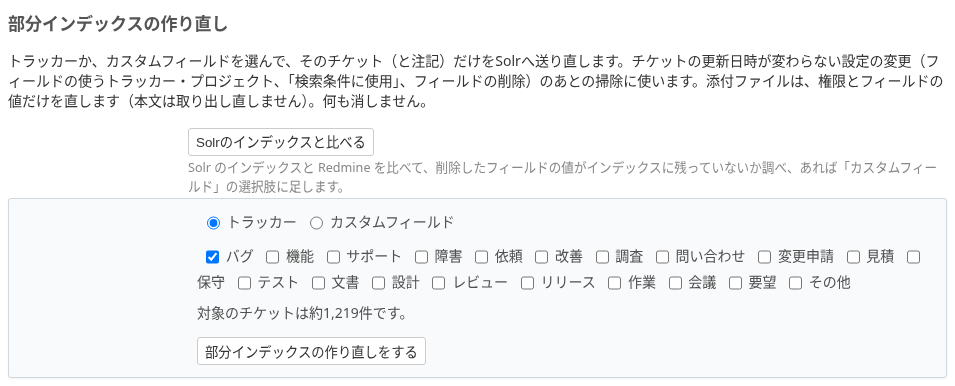 部分インデックスの作り直し
トラッカーか、カスタムフィールドを選んで、そのチケット（と注記）だけをSolrへ送り直します。チケットの更新日時が変わらない設定の変更（フ
ィールドの使うトラッカー・プロジェクト、「検索条件に使用」、フィールドの削除）のあとの掃除に使います。添付ファイルは、権限とフィールドの
値だけを直します（本文は取り出し直しません）。何も消しません。
Solrのインデックスと比べる
Solr のインデックスと Redmine を比べて、削除したフィールドの値がインデックスに残っていないか調べ、あれば「カスタムフィー
ルド」の選択肢に足します。
トラッカー カスタムフィールド
バグ 機能 サポート 障害 依頼 改善 調査 問い合わせ 変更申請 見積
保守 テスト 文書 設計 レビュー リリース 作業 会議 要望 その他
対象のチケットは約1,219件です。
部分インデックスの作り直しをする